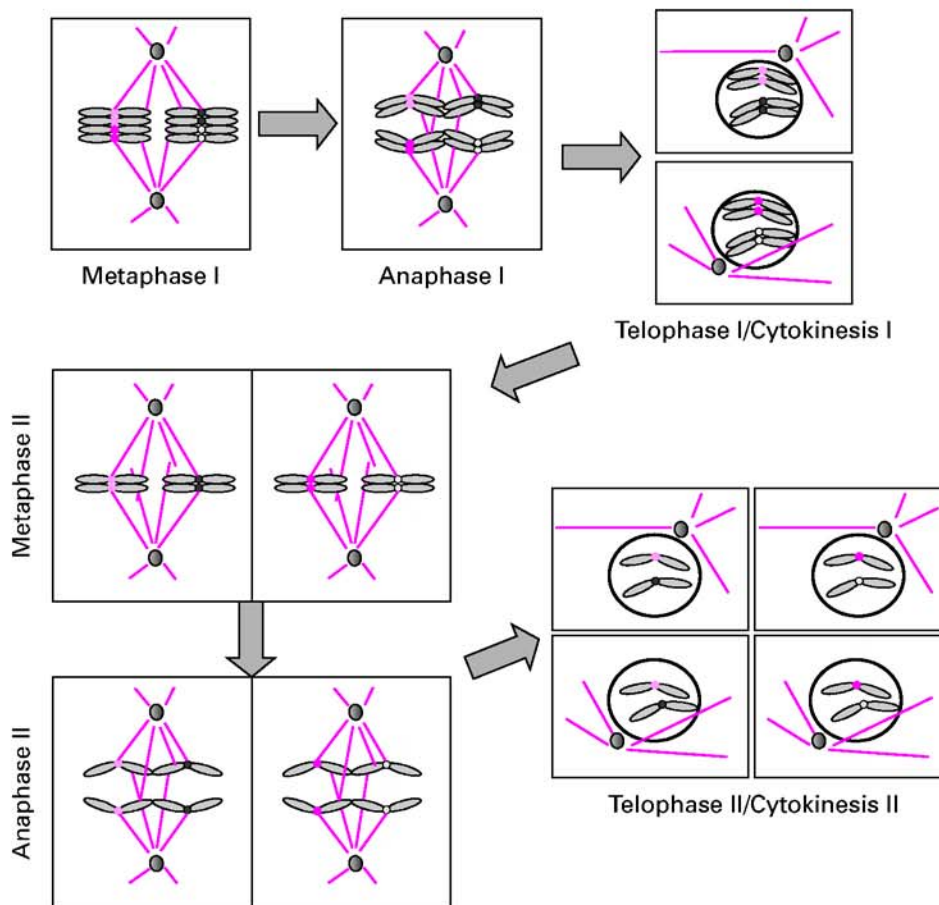 Metaphase I
Anaphase I
Telophase I/Cytokinesis I
Metaphase II
Anaphase II
Telophase II/Cytokinesis II